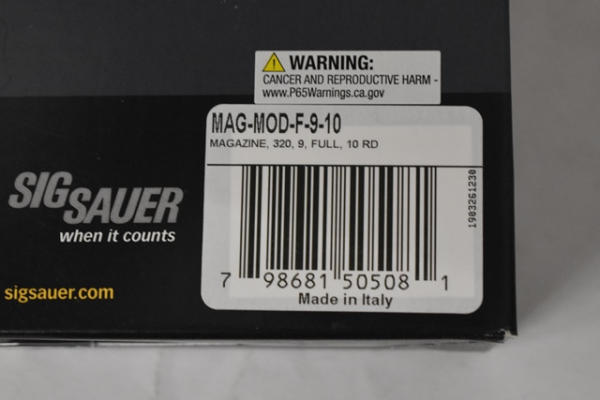 WARNING:
CANCER AND REPRODUCTIVE HARM -
www.P65Warnings.ca.gov
MAG-MOD-F-9-10
MAGAZINE, 320, 9, FULL, 10 RD
1903261230
SIG SAUER
when it counts
7 98681 50508 1
Made in Italy
sigsauer.com